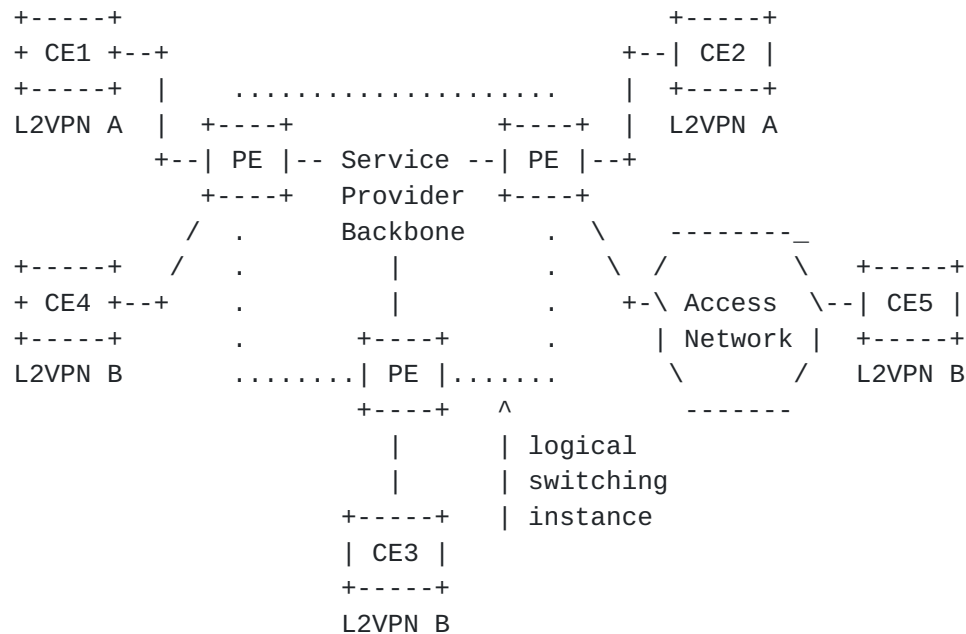 +-----+                                  +-----+
+ CE1 +--+                            +--| CE2 |
+-----+  |    .....................   |  +-----+
L2VPN A  |  +----+            +----+  |  L2VPN A
         +--| PE |-- Service --| PE |--+
            +----+   Provider  +----+
           /  .      Backbone     .  \    --------_
+-----+   /   .         |         .   \  /        \   +-----+
+ CE4 +--+    .         |         .    +-\ Access  \--| CE5 |
+-----+       .       +----+      .      | Network |  +-----+
L2VPN B       ........| PE |.......       \       /   L2VPN B
                      +----+   ^           -------
                        |      | logical
                        |      | switching
                     +-----+   | instance
                     | CE3 |
                     +-----+
                     L2VPN B